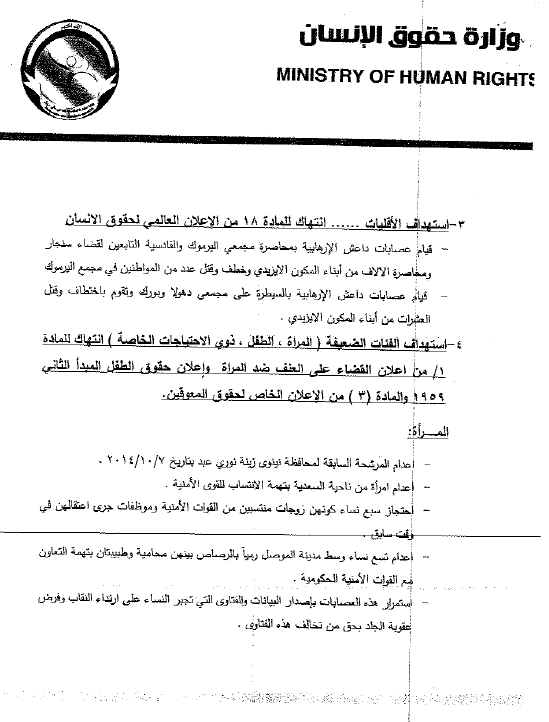 وزارة حقوق الإنسان
MINISTRY OF HUMAN RIGHTS
٣-استهداف الأقليات ...... انتهاك للمادة ١٨ من الإعلان العالمي لحقوق الانسان
- قيام عصابات داعش الإرهابية بمحاصرة مجمعي اليرموك والقادسية التابعين لقضاء سنجار
ومحاصرة الالاف من أبناء المكون الايزيدي وخطف وقتل عدد من المواطنين في مجمع اليرموك
- قيام عصابات داعش الإرهابية بالسيطرة على مجمعي دهولا وبورك وتقوم باختطاف وقتل
العشرات من أبناء المكون الايزيدي .
٤-استهداف الفئات الضعيفة ( المراة ، الطفل ، ذوي الاحتياجات الخاصة ) انتهاك للمادة
/١ من اعلان القضاء على العنف ضد المراة وإعلان حقوق الطفل المبدأ الثاني
١٩٥٩ والمادة (٣ ) من الإعلان الخاص لحقوق المعوقين.
المـــرأة:
- اعدام المرشحة السابقة لمحافظة نينوى زينة نوري عبد بتاريخ ٢٠١٤/١٠/٧ .
- أعدام امرأة من ناحية السعدية بتهمة الانتساب للقوى الأمنية .
- أحتجاز سبع نساء كونهن زوجات منتسبين من القوات الأمنية وموظفات جرى اعتقالهن في
وقت سابق .
- أعدام تسع نساء وسط مدينة الموصل رمياً بالرصاص بينهن محامية وطبيبتان بتهمة التعاون
مع القوات الأمنية الحكومية .
- استمرار هذه العصابات بإصدار البيانات والفتاوى التي تجبر النساء على ارتداء النقاب وفرض
عقوبة الجلد بحق من تخالف هذه الفتاوى .